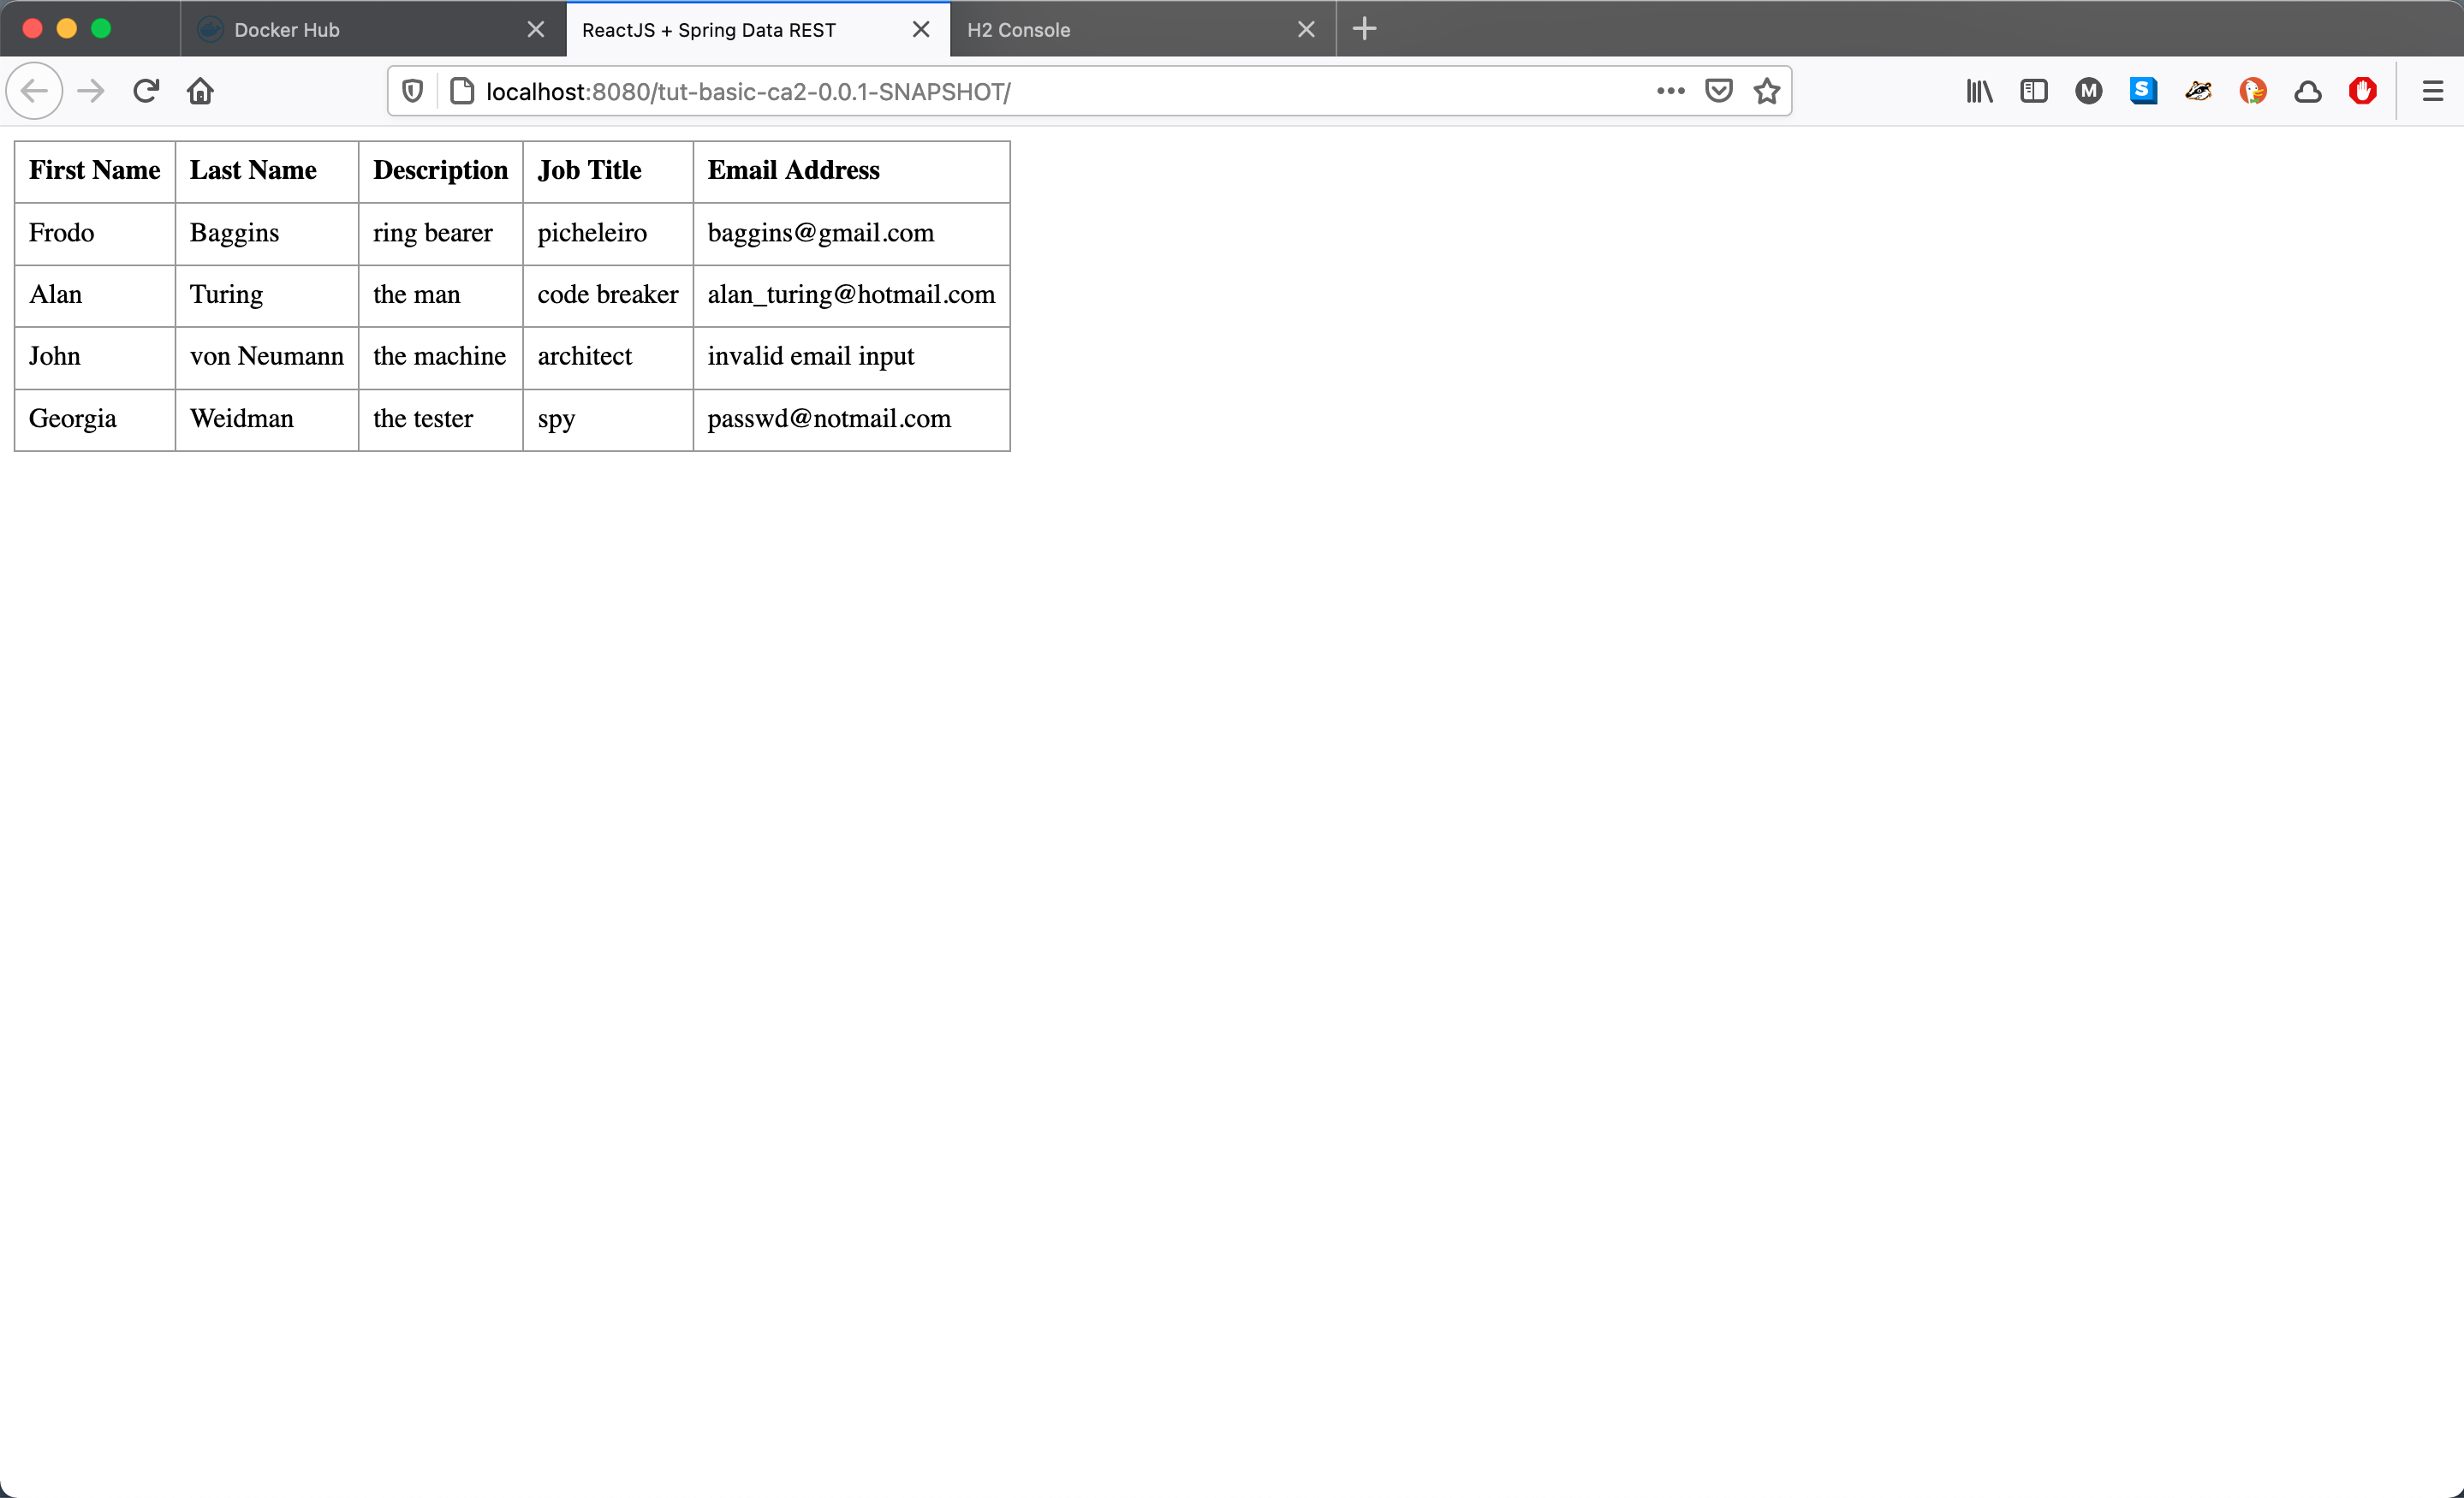 Docker Hub
ReactJS + Spring Data REST
H2 Console
localhost:8080/tut-basic-ca2-0.0.1-SNAPSHOT/
M
S
First Name Last Name Description Job Title Email Address
Frodo Baggins ring bearer picheleiro baggins@gmail.com
Alan Turing the man code breaker alan_turing@hotmail.com
John von Neumann the machine architect invalid email input
Georgia Weidman the tester spy passwd@notmail.com